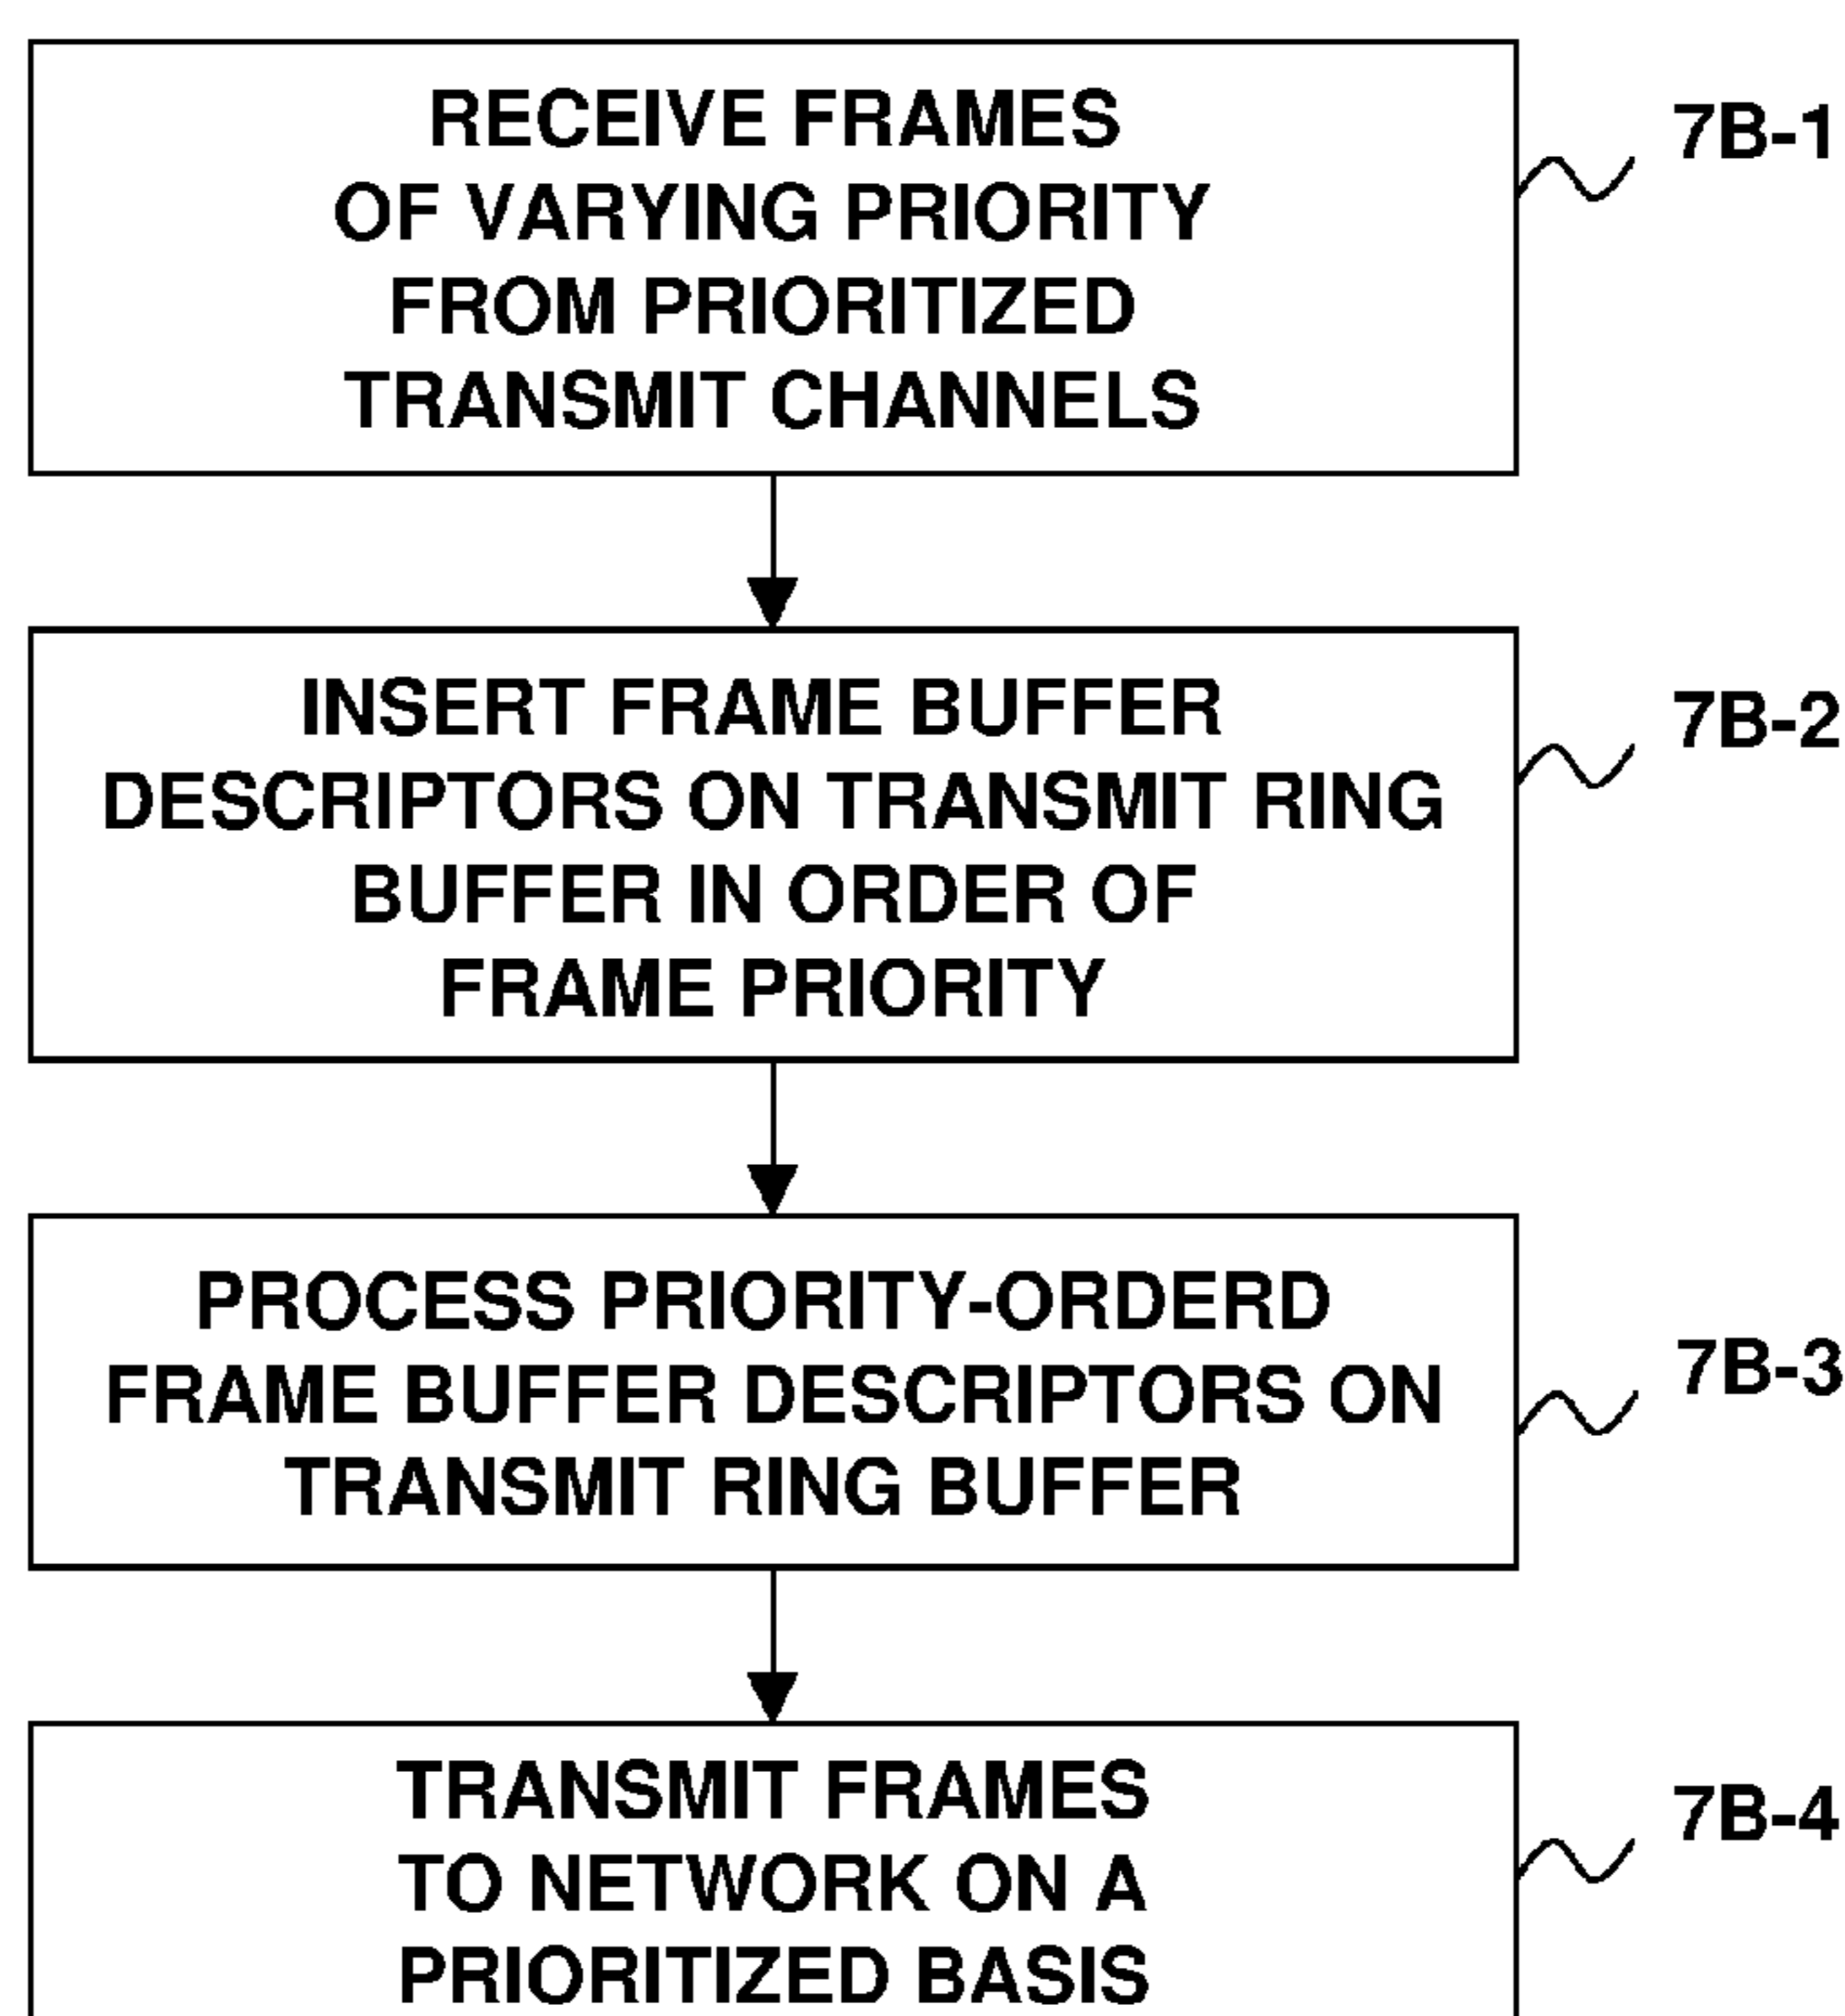 RECEIVE FRAMES
OF VARYING PRIORITY
FROM PRIORITIZED
TRANSMIT CHANNELS
7B-1
INSERT FRAME BUFFER
DESCRIPTORS ON TRANSMIT RING
BUFFER IN ORDER OF
FRAME PRIORITY
7B-2
PROCESS PRIORITY-ORDERD
FRAME BUFFER DESCRIPTORS ON
TRANSMIT RING BUFFER
7B-3
TRANSMIT FRAMES
TO NETWORK ON A
PRIORITIZED BASIS
7B-4